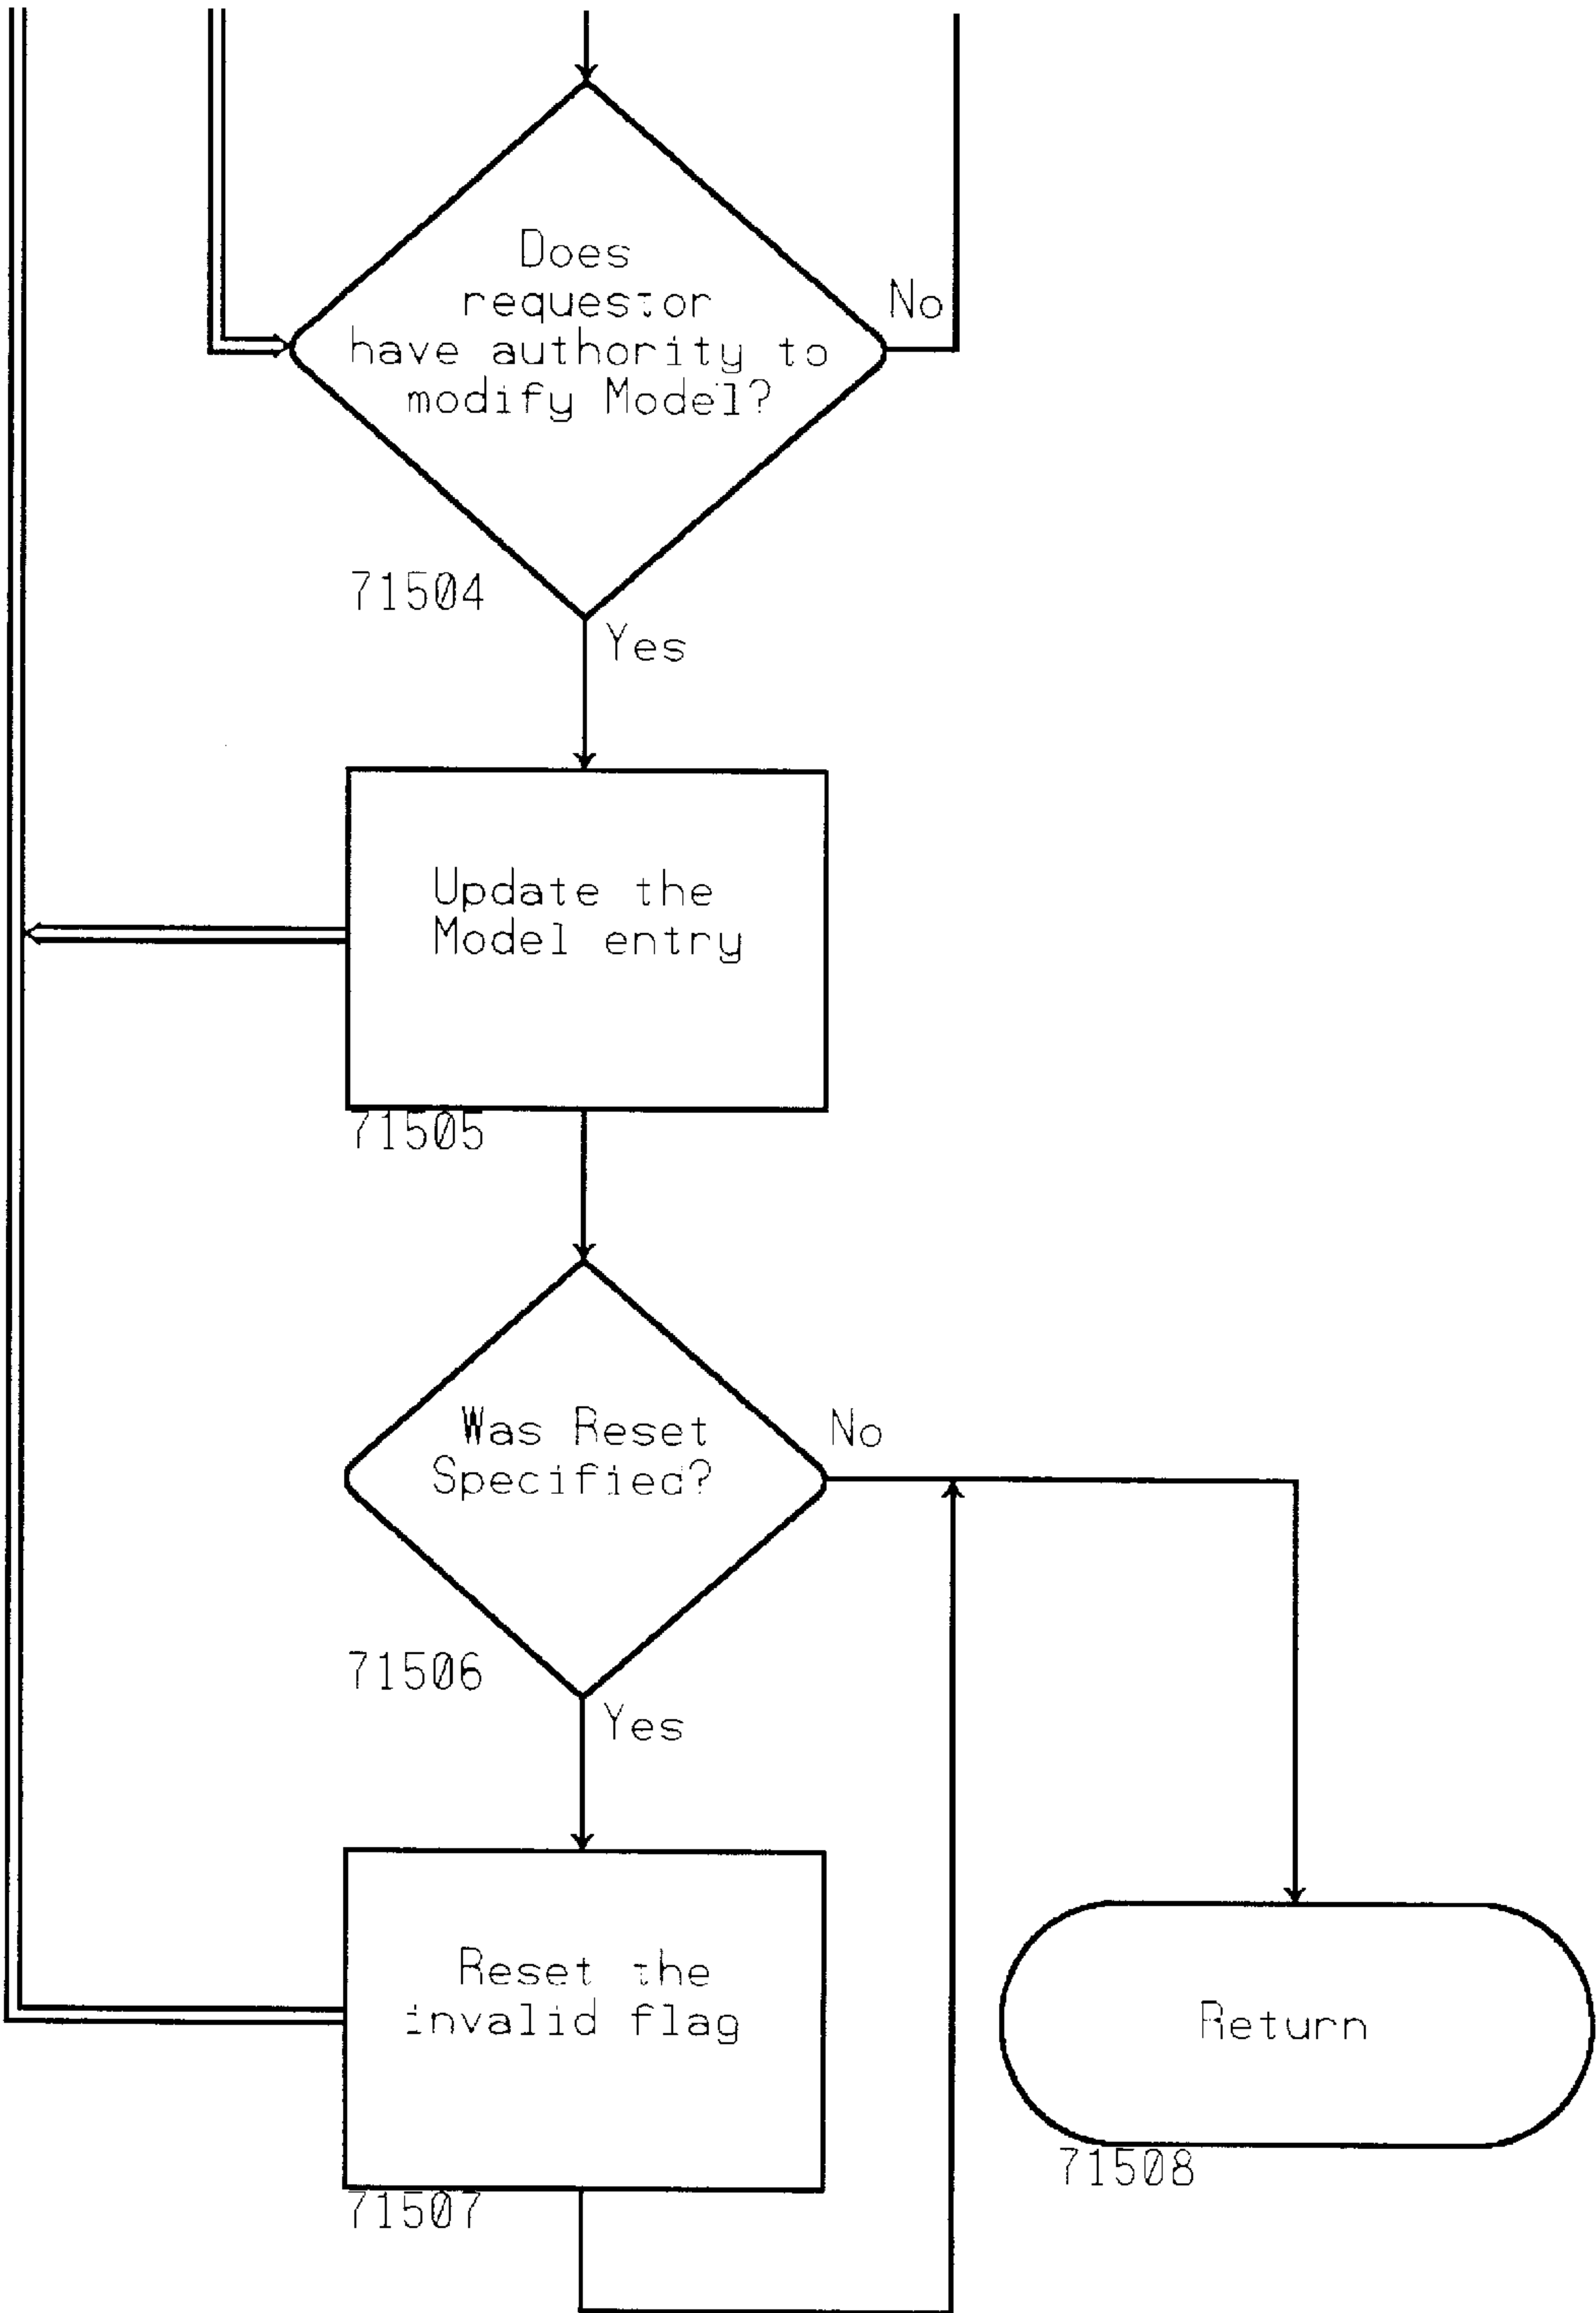 Does
requestor
have authority to
modify Model?
No
71504
Yes
Update the
Model entry
71505
Was Reset
Specified?
No
71506
Yes
Reset the
invalid flag
Return
71508
71507